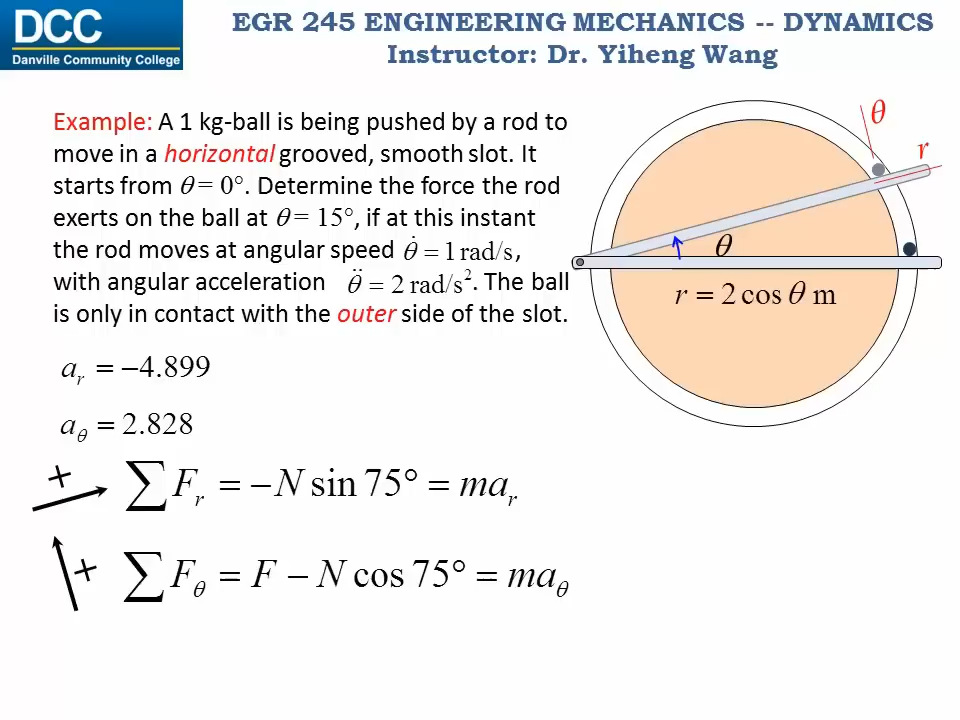 DCC
Danville Community College
EGR 245 ENGINEERING MECHANICS -- DYNAMICS
Instructor: Dr. Yiheng Wang
Example: A 1 kg-ball is being pushed by a rod to
move in a horizontal grooved, smooth slot. It
starts from θ = 0°. Determine the force the rod
exerts on the ball at θ = 15°, if at this instant
the rod moves at angular speed θ̇ = 1 rad/s,
with angular acceleration θ̈ = 2 rad/s². The ball
is only in contact with the outer side of the slot.
θ
r
θ
r = 2 cos θ m
aᵣ = −4.899
a_θ = 2.828
+
∑ Fᵣ = −N sin 75° = maᵣ
+
∑ F_θ = F − N cos 75° = ma_θ